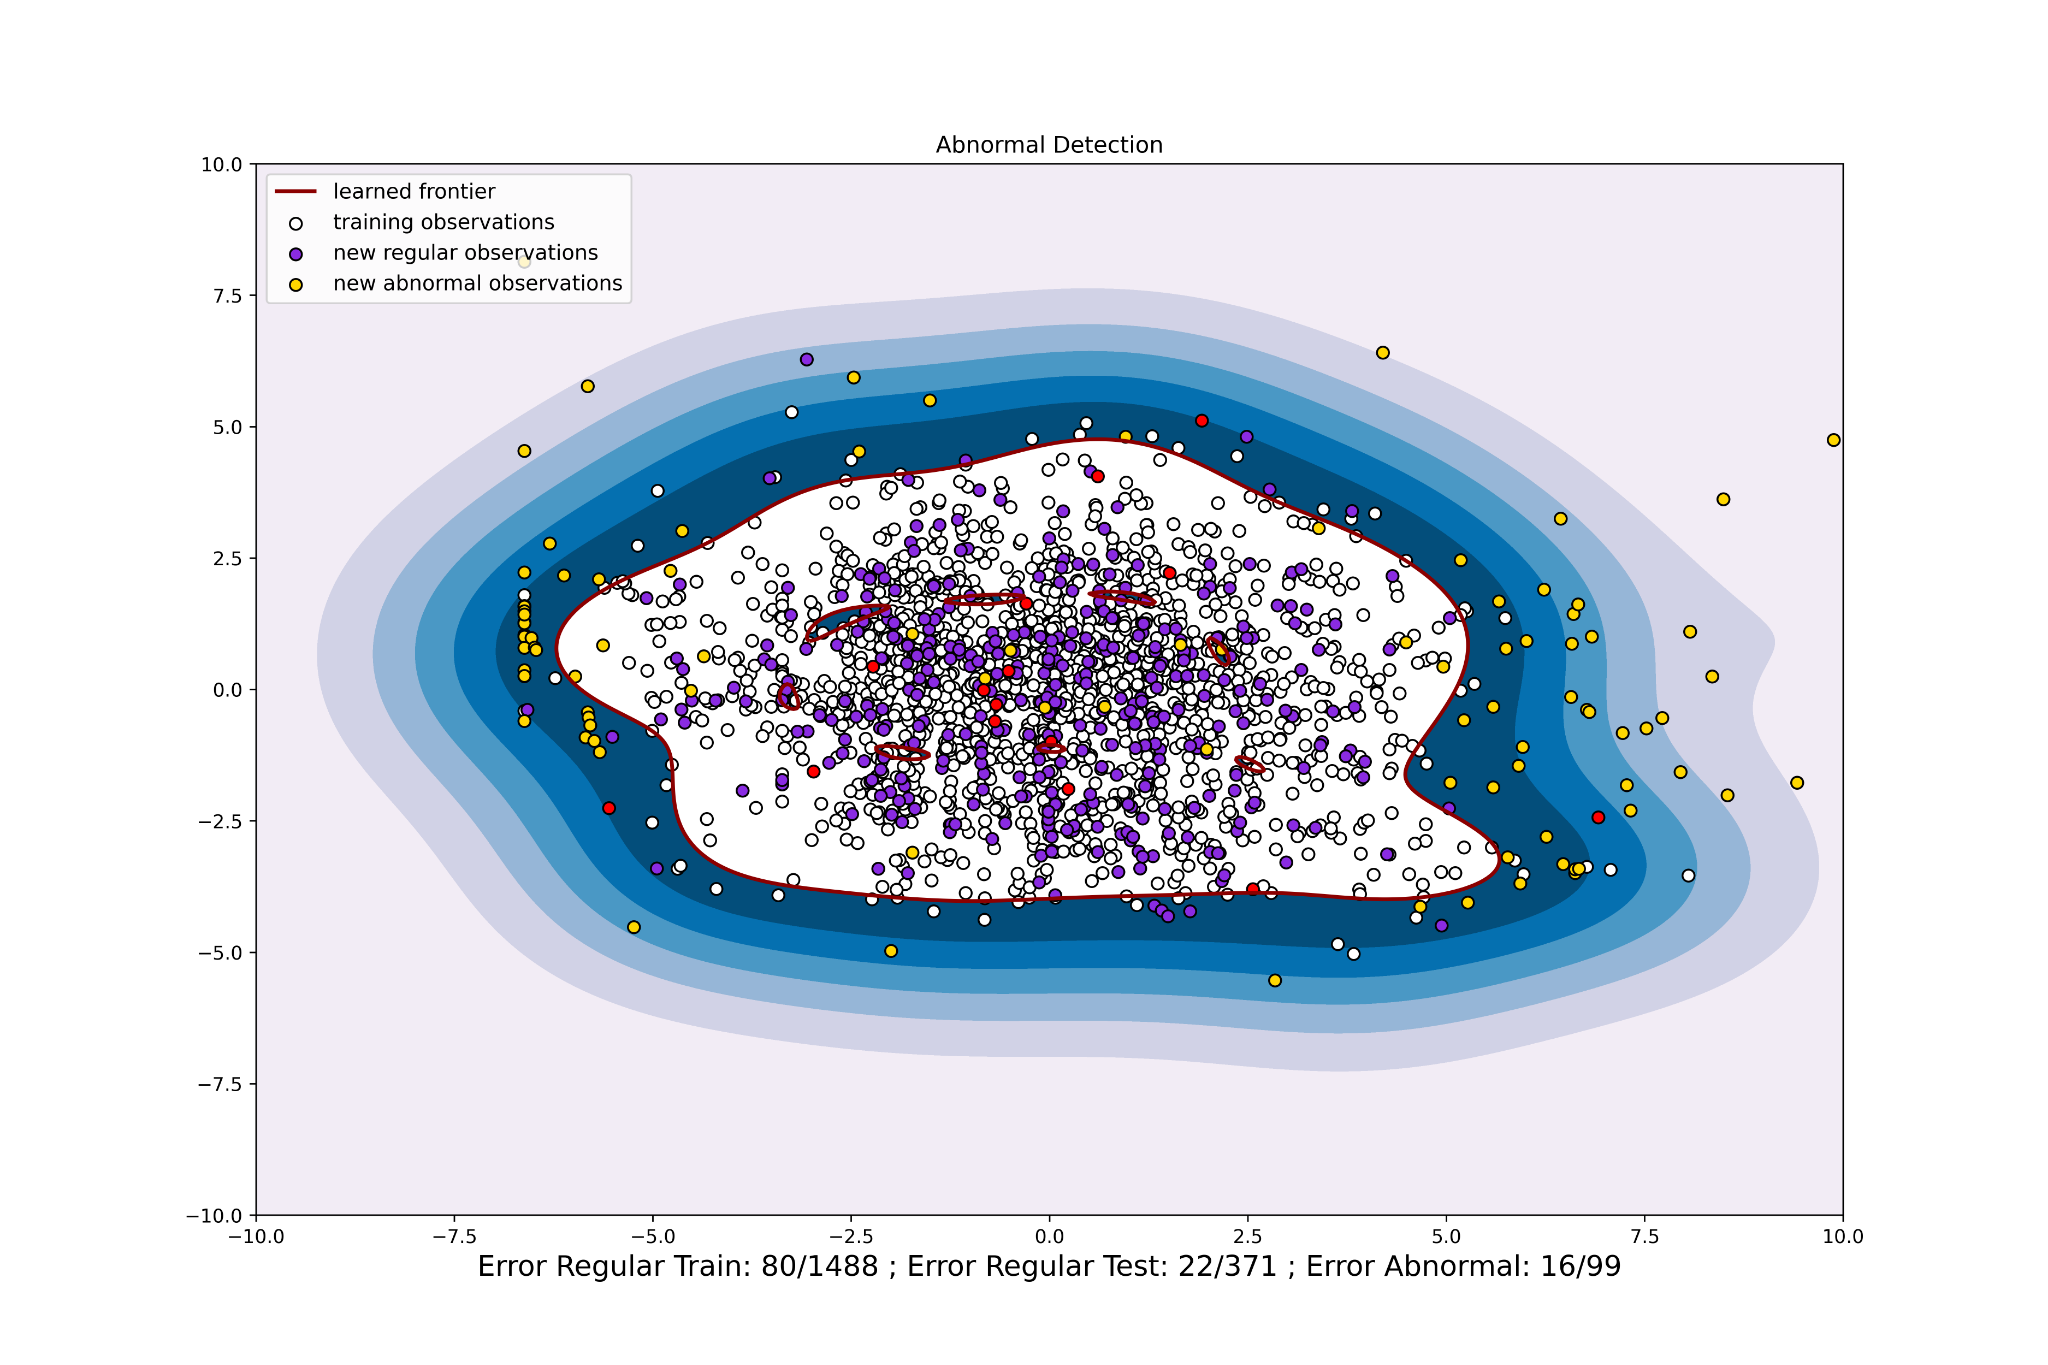 Abnormal Detection
10.0
7.5
5.0
2.5
0.0
−2.5
−5.0
−7.5
−10.0
learned frontier
training observations
new regular observations
new abnormal observations
−10.0 −7.5 −5.0 −2.5 0.0 2.5 5.0 7.5 10.0
Error Regular Train: 80/1488 ; Error Regular Test: 22/371 ; Error Abnormal: 16/99